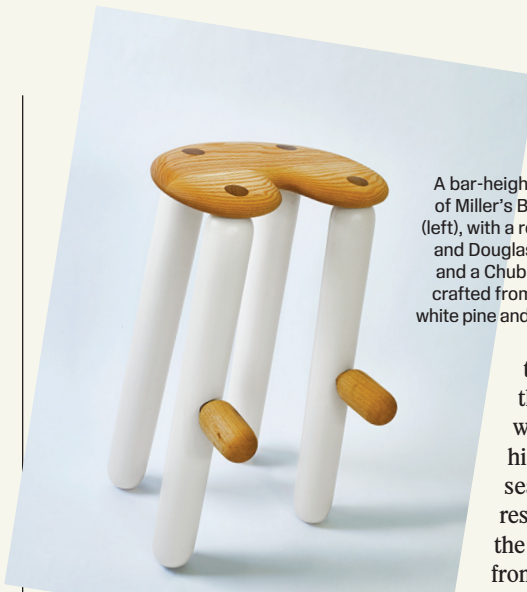 A bar-heigh
of Miller's B
(left), with a r
and Douglas
and a Chub
crafted from
white pine and
t
th
w
hi
sea
res
the
from